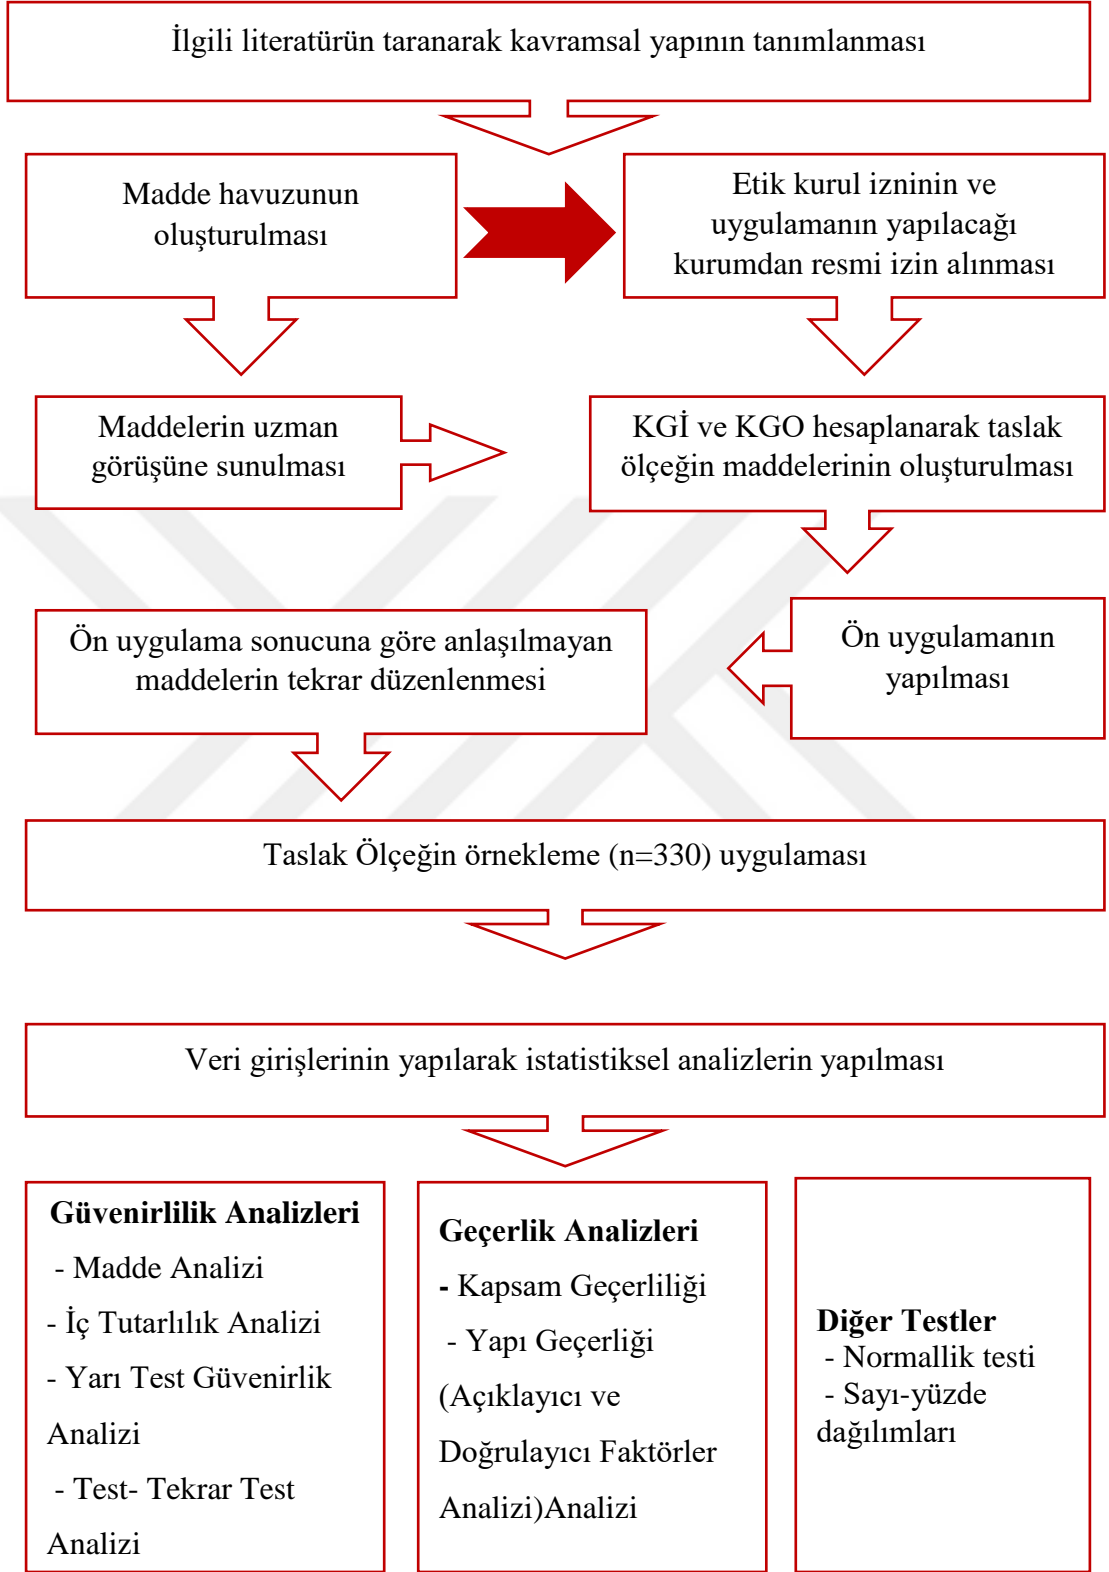 İlgili literatürün taranarak kavramsal yapının tanımlanması
Madde havuzunun
oluşturulması
Etik kurul izninin ve
uygulamanın yapılacağı
kurumdan resmi izin alınması
Maddelerin uzman
görüşüne sunulması
KGİ ve KGO hesaplanarak taslak
ölçeğin maddelerinin oluşturulması
Ön uygulamanın
yapılması
Ön uygulama sonucuna göre anlaşılmayan
maddelerin tekrar düzenlenmesi
Taslak Ölçeğin örnekleme (n=330) uygulaması
Veri girişlerinin yapılarak istatistiksel analizlerin yapılması
Güvenirlilik Analizleri
- Madde Analizi
- İç Tutarlılık Analizi
- Yarı Test Güvenirlik
Analizi
- Test- Tekrar Test
Analizi
Geçerlik Analizleri
- Kapsam Geçerliliği
- Yapı Geçerliği
(Açıklayıcı ve
Doğrulayıcı Faktörler
Analizi)Analizi
Diğer Testler
- Normallik testi
- Sayı-yüzde
dağılımları